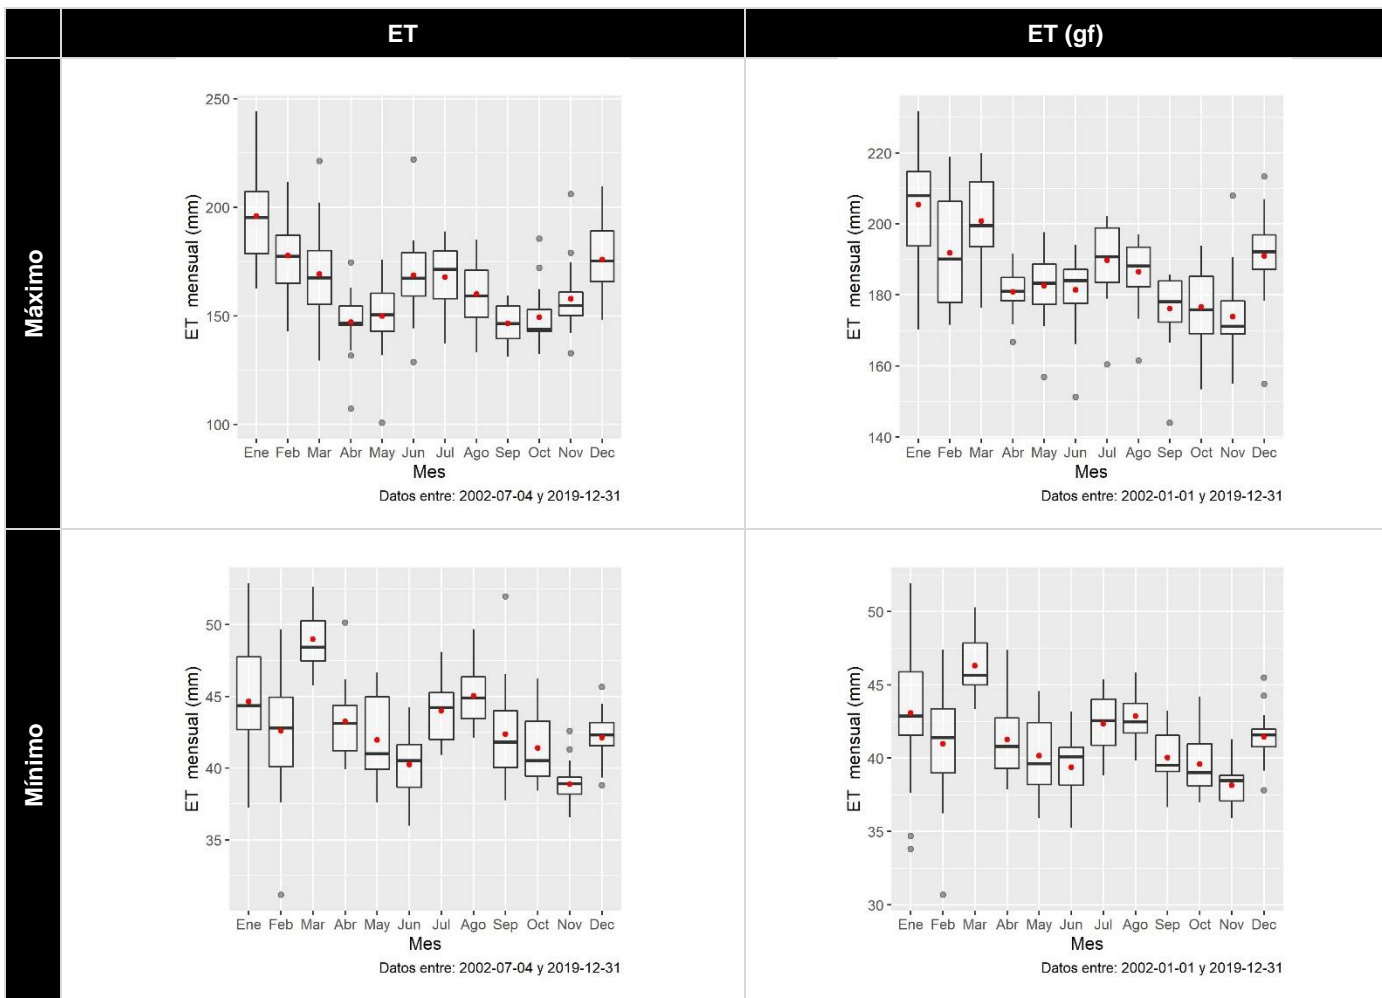 ET ET (gf)
Máximo
250
200
150
100
ET mensual (mm)
Ene Feb Mar Abr May Jun Jul Ago Sep Oct Nov Dec
Mes
Datos entre: 2002-07-04 y 2019-12-31
220
200
180
160
140
ET mensual (mm)
Ene Feb Mar Abr May Jun Jul Ago Sep Oct Nov Dec
Mes
Datos entre: 2002-01-01 y 2019-12-31
Mínimo
50
45
40
35
ET mensual (mm)
Ene Feb Mar Abr May Jun Jul Ago Sep Oct Nov Dec
Mes
Datos entre: 2002-07-04 y 2019-12-31
50
45
40
35
30
ET mensual (mm)
Ene Feb Mar Abr May Jun Jul Ago Sep Oct Nov Dec
Mes
Datos entre: 2002-01-01 y 2019-12-31